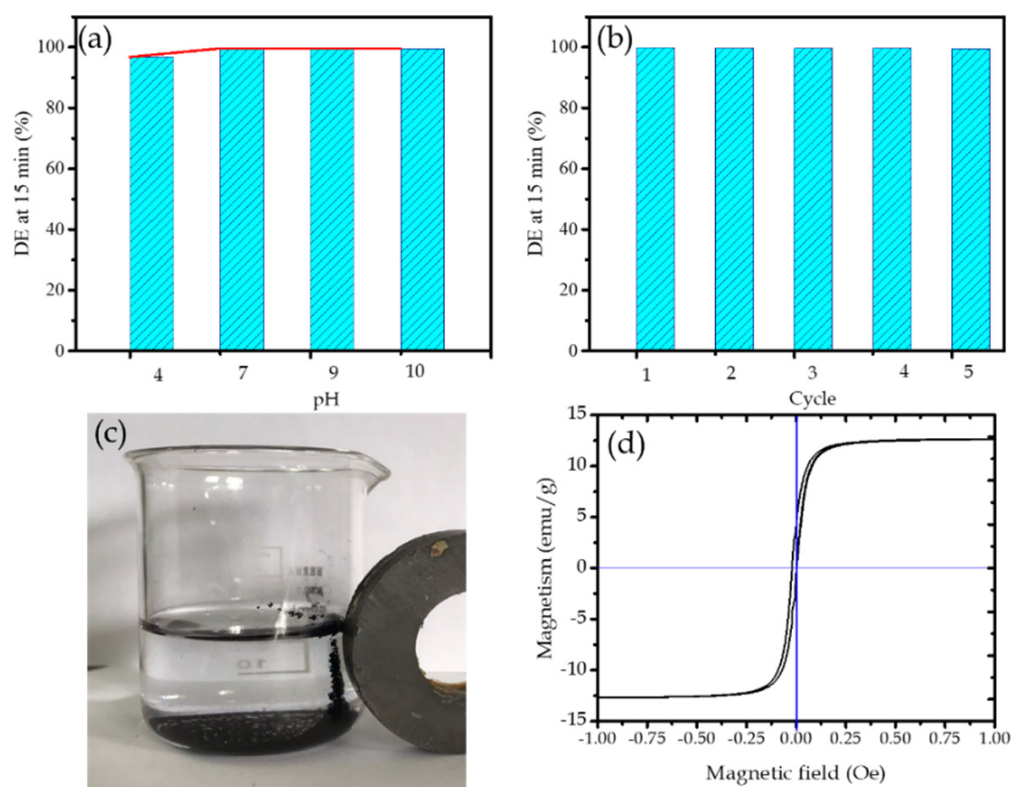 (a)
DE at 15 min (%)
100
80
60
40
20
0
4 7 9 10
pH
(b)
DE at 15 min (%)
100
80
60
40
20
0
1 2 3 4 5
Cycle
(c)
10
(d)
Magnetism (emu/g)
15
10
5
0
-5
-10
-15
-1.00 -0.75 -0.50 -0.25 0.00 0.25 0.50 0.75 1.00
Magnetic field (Oe)